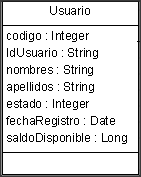 Usuario
codigo : Integer
IdUsuario : String
nombres : String
apellidos : String
estado : Integer
fechaRegistro : Date
saldoDisponible : Long